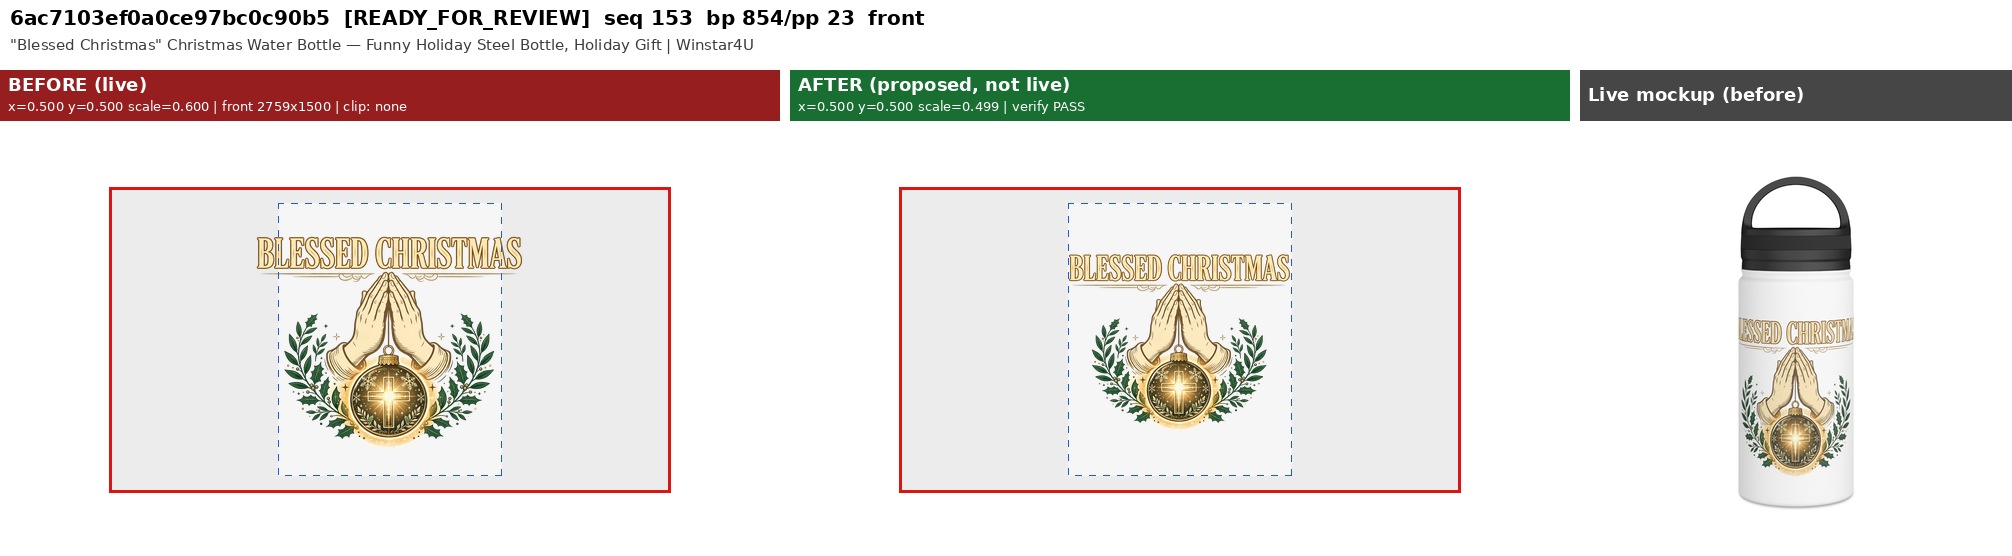 6ac7103ef0a0ce97bc0c90b5  [READY_FOR_REVIEW]  seq 153  bp 854/pp 23  front
"Blessed Christmas" Christmas Water Bottle — Funny Holiday Steel Bottle, Holiday Gift | Winstar4U
BEFORE (live)
x=0.500 y=0.500 scale=0.600 | front 2759x1500 | clip: none
AFTER (proposed, not live)
x=0.500 y=0.500 scale=0.499 | verify PASS
Live mockup (before)
BLESSED CHRISTMAS
BLESSED CHRISTMAS
LESSED CHRISTMA